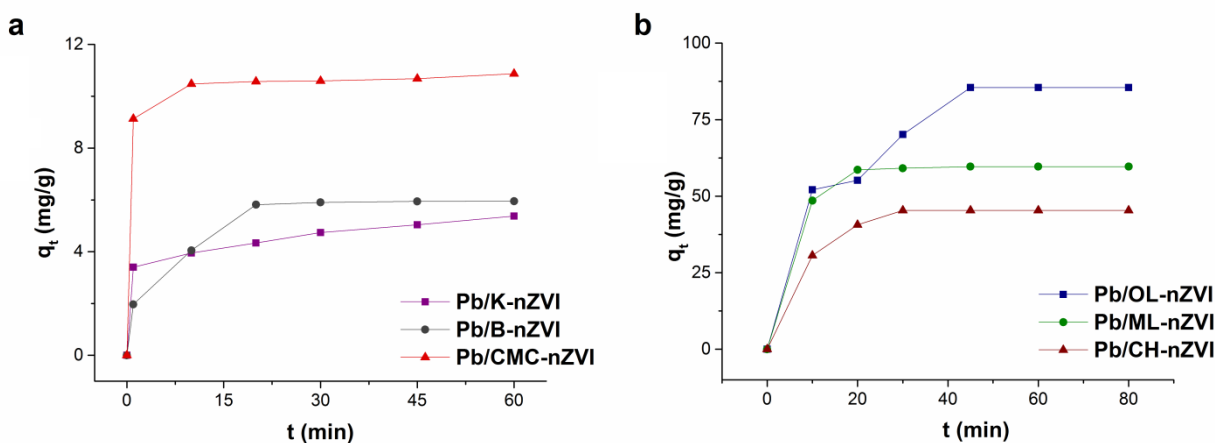 a
12
8
4
0
q_t (mg/g)
0 15 30 45 60
t (min)
Pb/K-nZVI
Pb/B-nZVI
Pb/CMC-nZVI
b
100
75
50
25
0
q_t (mg/g)
0 20 40 60 80
t (min)
Pb/OL-nZVI
Pb/ML-nZVI
Pb/CH-nZVI